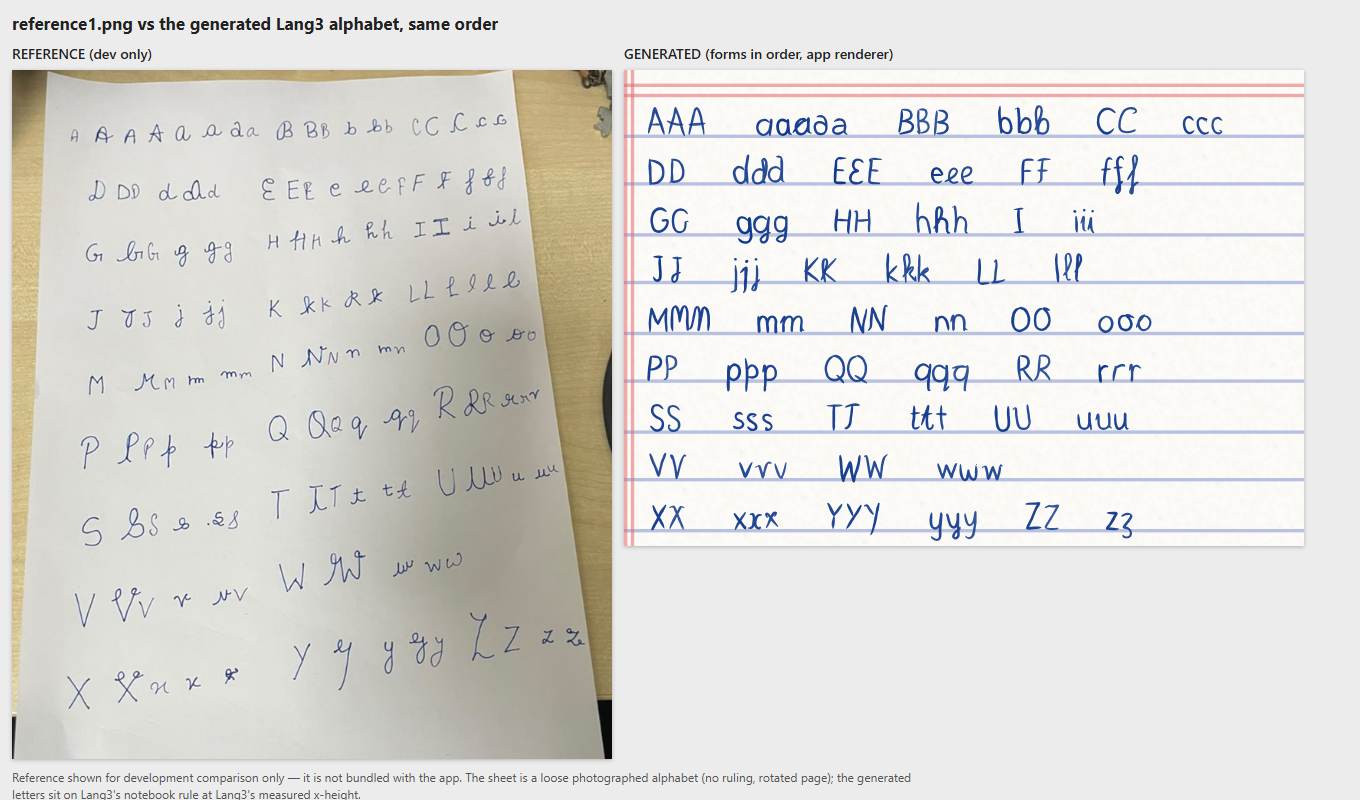 reference1.png vs the generated Lang3 alphabet, same order
REFERENCE (dev only)
A A A A a a a a B B B b b b C C C c c
D D D d d d E E E e e e F F F f f f
G G G g g g H H H h h h I I i i i
J J J j j j K k K k k L L l l l l
M M M m m m N N N n m n O O o o o
P P P p p p Q Q Q q q q R R R r r r
S S S s s s T T T t t t U U U u u u
V V V v v v W W w w w
X X x x x Y y y y y Z Z z z
GENERATED (forms in order, app renderer)
AAA aaaaa BBB bbb CC ccc
DD ddd EEE eee FF fff
GG ggg HH hhh I iii
JJ jjj KK kkk LL lll
MMM mm NN nn OO ooo
PP ppp QQ qqq RR rrr
SS sss TT ttt UU uuu
VV vvv WW www
XX xxx YYY yyy ZZ zz
Reference shown for development comparison only — it is not bundled with the app. The sheet is a loose photographed alphabet (no ruling, rotated page); the generated
letters sit on Lang3's notebook rule at Lang3's measured x-height.